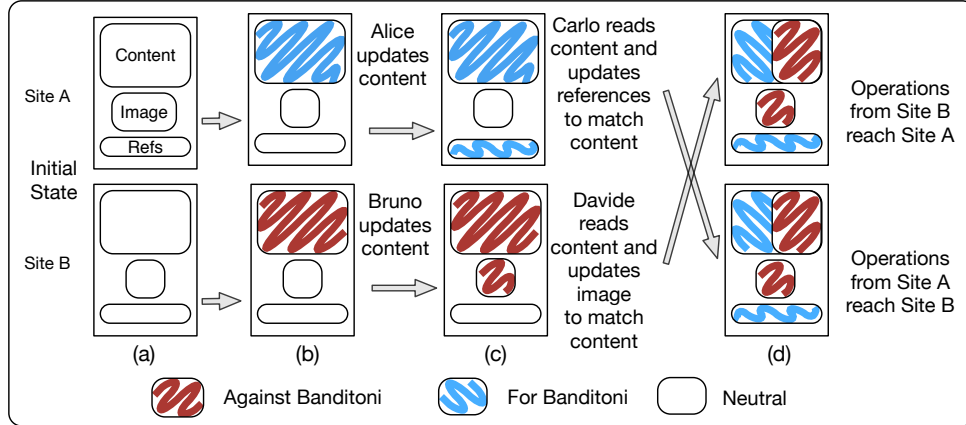 Content
Image
Refs
Site A
Initial
State
Site B
Alice
updates
content
Bruno
updates
content
Carlo reads
content and
updates
references
to match
content
Davide
reads
content and
updates
image
to match
content
Operations
from Site B
reach Site A
Operations
from Site A
reach Site B
(a)
(b)
(c)
(d)
Against Banditoni
For Banditoni
Neutral